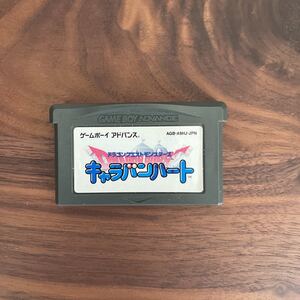 GAME BOY ADVANCE
ゲームボーイ アドバンス
AGB-A9HJ-JPN
ドラゴンクエストモンスターズ
キャラバンハート